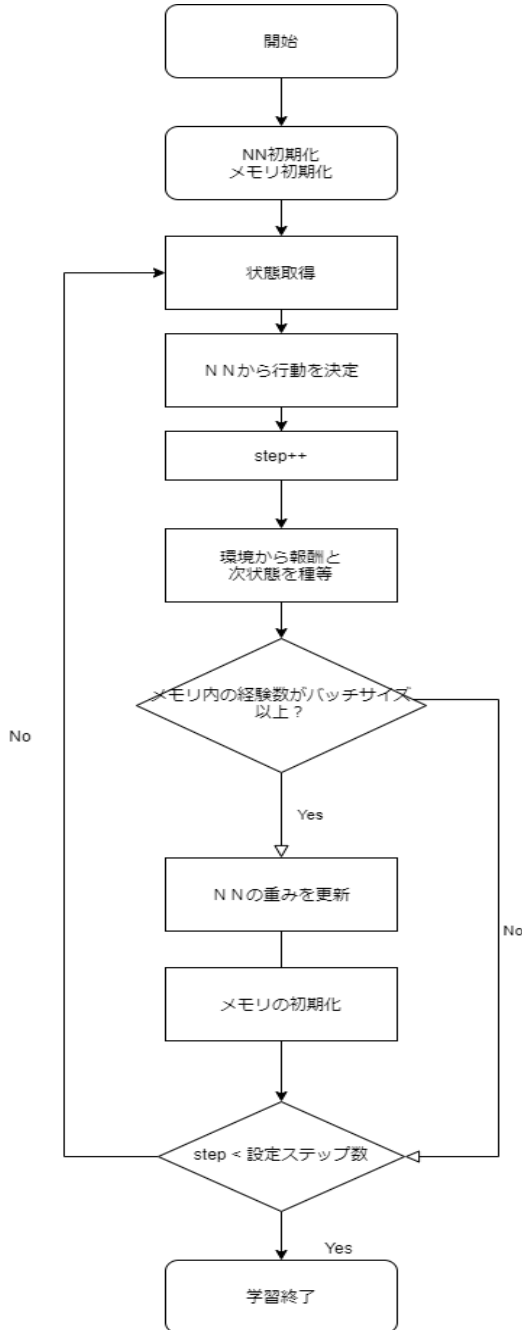 開始
NN初期化
メモリ初期化
状態取得
ＮＮから行動を決定
step++
環境から報酬と
次状態を種等
メモリ内の経験数がバッチサイズ
以上？
No
Yes
ＮＮの重みを更新
No
メモリの初期化
step < 設定ステップ数
Yes
学習終了